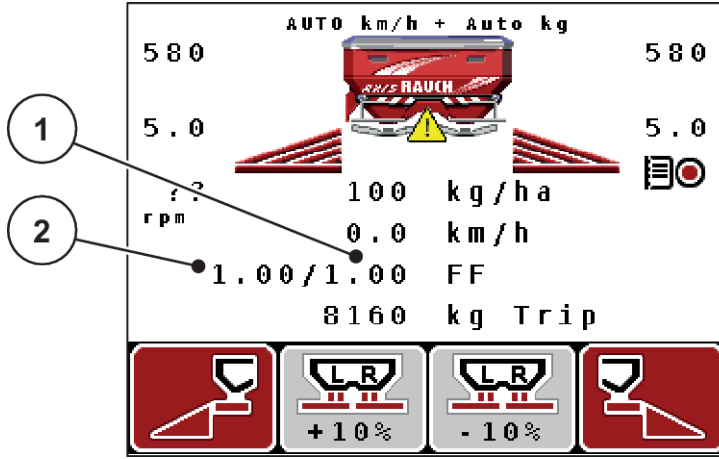 AUTO km/h + Auto kg
580 580
AXIS RAUCH
5.0 5.0
1
?? 100 kg/ha
rpm
2
0.0 km/h
1.00/1.00 FF
8160 kg Trip
L R L R
+10% -10%